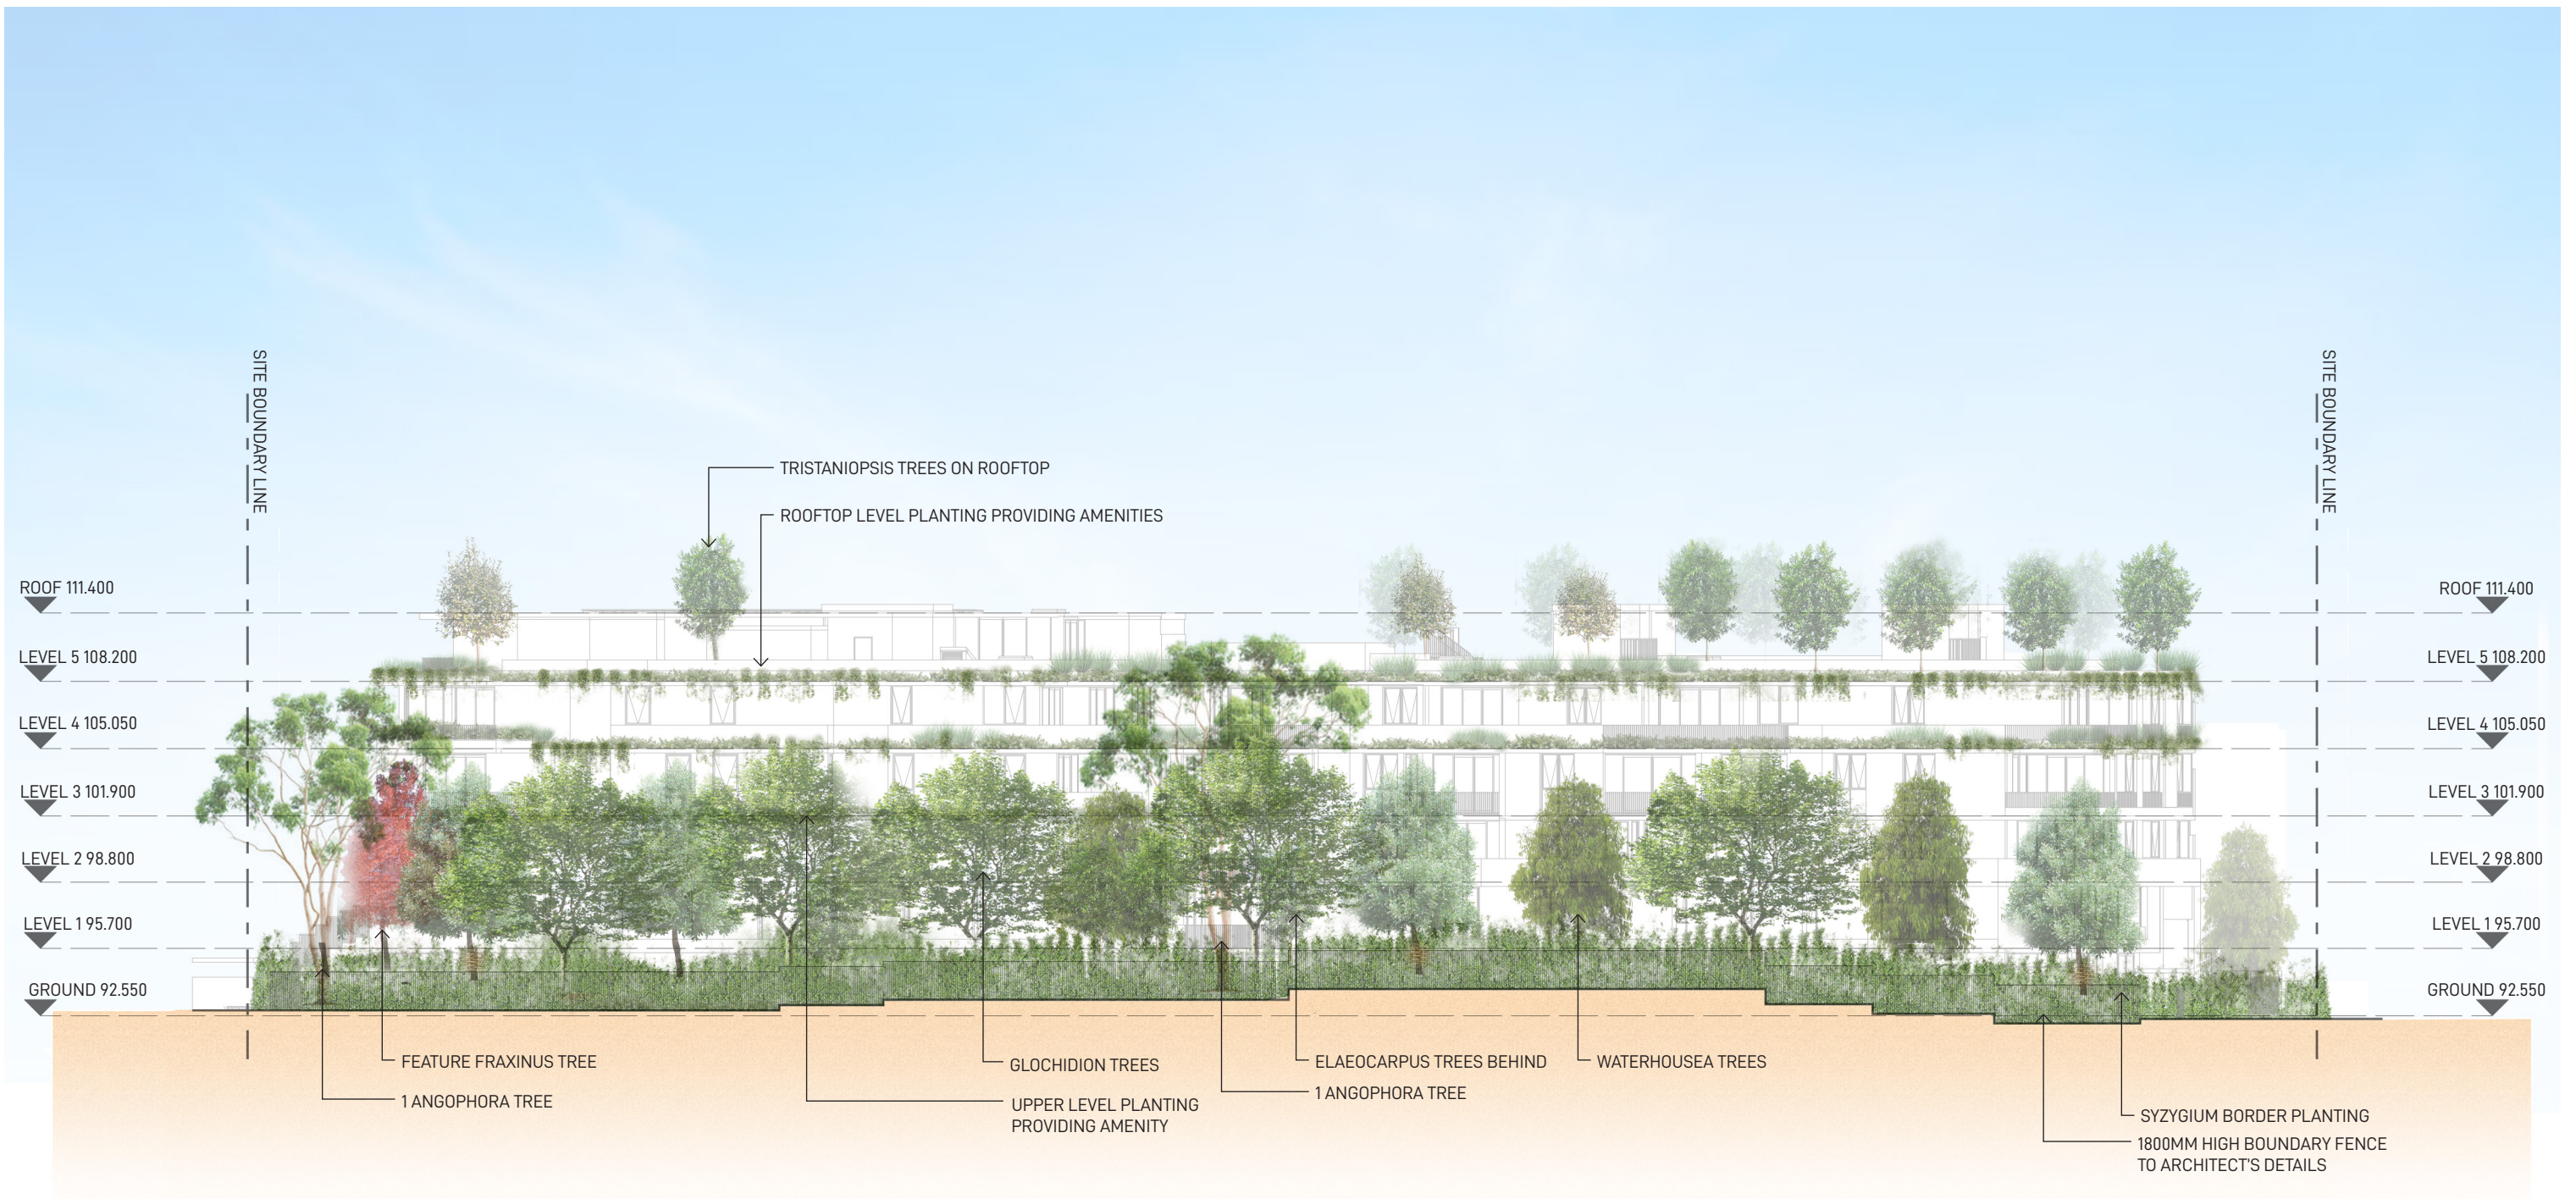 SITE BOUNDARY LINE
SITE BOUNDARY LINE
TRISTANIOPSIS TREES ON ROOFTOP
ROOFTOP LEVEL PLANTING PROVIDING AMENITIES
ROOF 111.400
LEVEL 5 108.200
LEVEL 4 105.050
LEVEL 3 101.900
LEVEL 2 98.800
LEVEL 1 95.700
GROUND 92.550
ROOF 111.400
LEVEL 5 108.200
LEVEL 4 105.050
LEVEL 3 101.900
LEVEL 2 98.800
LEVEL 1 95.700
GROUND 92.550
FEATURE FRAXINUS TREE
1 ANGOPHORA TREE
GLOCHIDION TREES
UPPER LEVEL PLANTING
PROVIDING AMENITY
ELAEOCARPUS TREES BEHIND
1 ANGOPHORA TREE
WATERHOUSEA TREES
SYZYGIUM BORDER PLANTING
1800MM HIGH BOUNDARY FENCE
TO ARCHITECT'S DETAILS